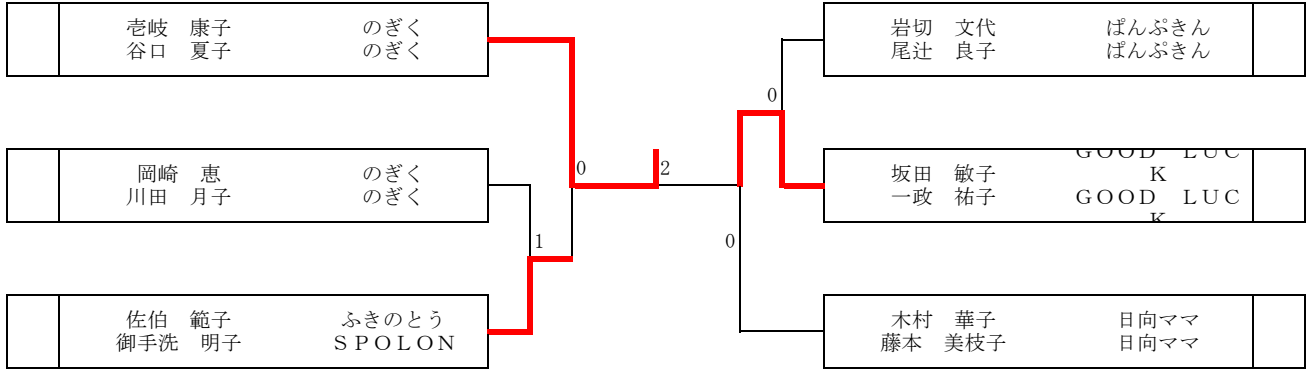 壱岐　康子　のぎく
谷口　夏子　のぎく
岩切　文代　ぱんぷきん
尾辻　良子　ぱんぷきん
0
岡崎　恵　のぎく
川田　月子　のぎく
0
2
坂田　敏子　ＧＯＯＤ　ＬＵＣＫ
一政　祐子　ＧＯＯＤ　ＬＵＣＫ
1
0
佐伯　範子　ふきのとう
御手洗　明子　ＳＰＯＬＯＮ
木村　華子　日向ママ
藤本　美枝子　日向ママ